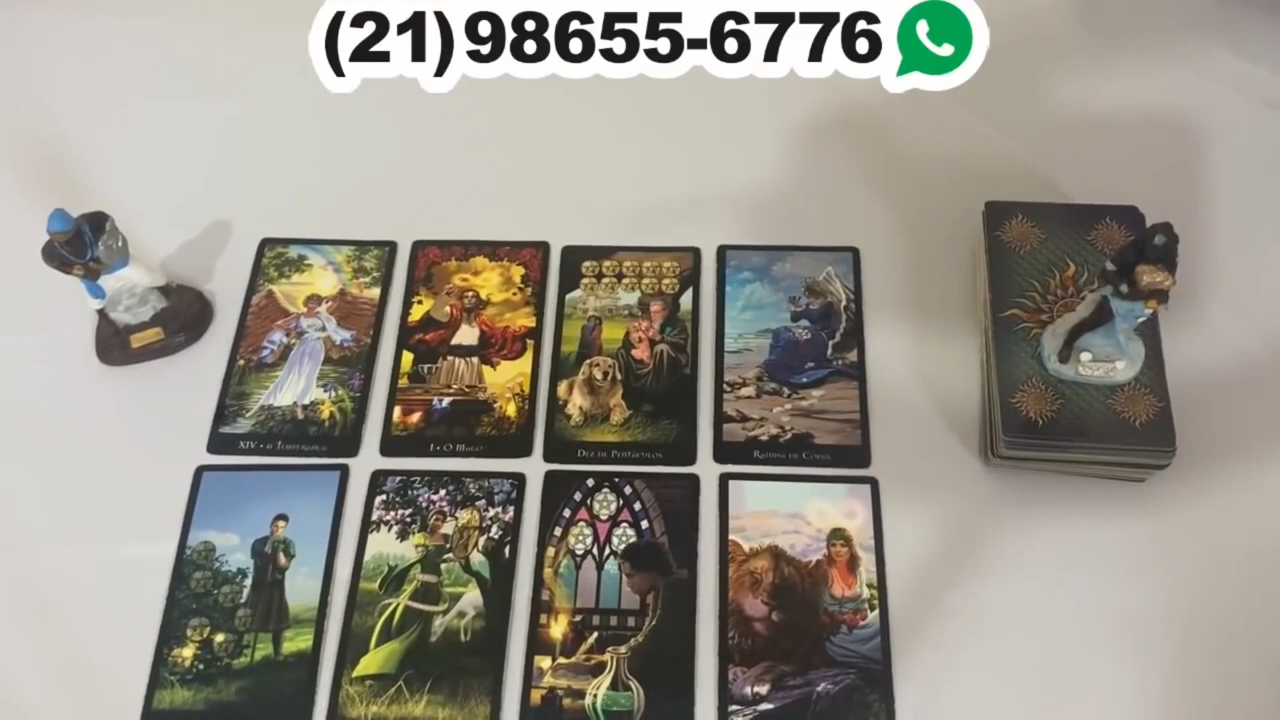 (21)98655-6776
XIV • A Temperança
I • O Mago
Dez de Pentáculos
Rainha de Copas